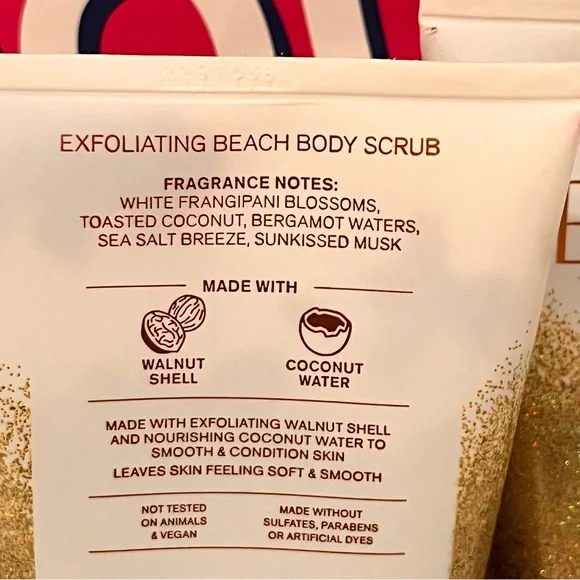 EXFOLIATING BEACH BODY SCRUB
FRAGRANCE NOTES:
WHITE FRANGIPANI BLOSSOMS,
TOASTED COCONUT, BERGAMOT WATERS,
SEA SALT BREEZE, SUNKISSED MUSK
MADE WITH
WALNUT
SHELL
COCONUT
WATER
MADE WITH EXFOLIATING WALNUT SHELL
AND NOURISHING COCONUT WATER TO
SMOOTH & CONDITION SKIN
LEAVES SKIN FEELING SOFT & SMOOTH
NOT TESTED
ON ANIMALS
& VEGAN
MADE WITHOUT
SULFATES, PARABENS
OR ARTIFICIAL DYES